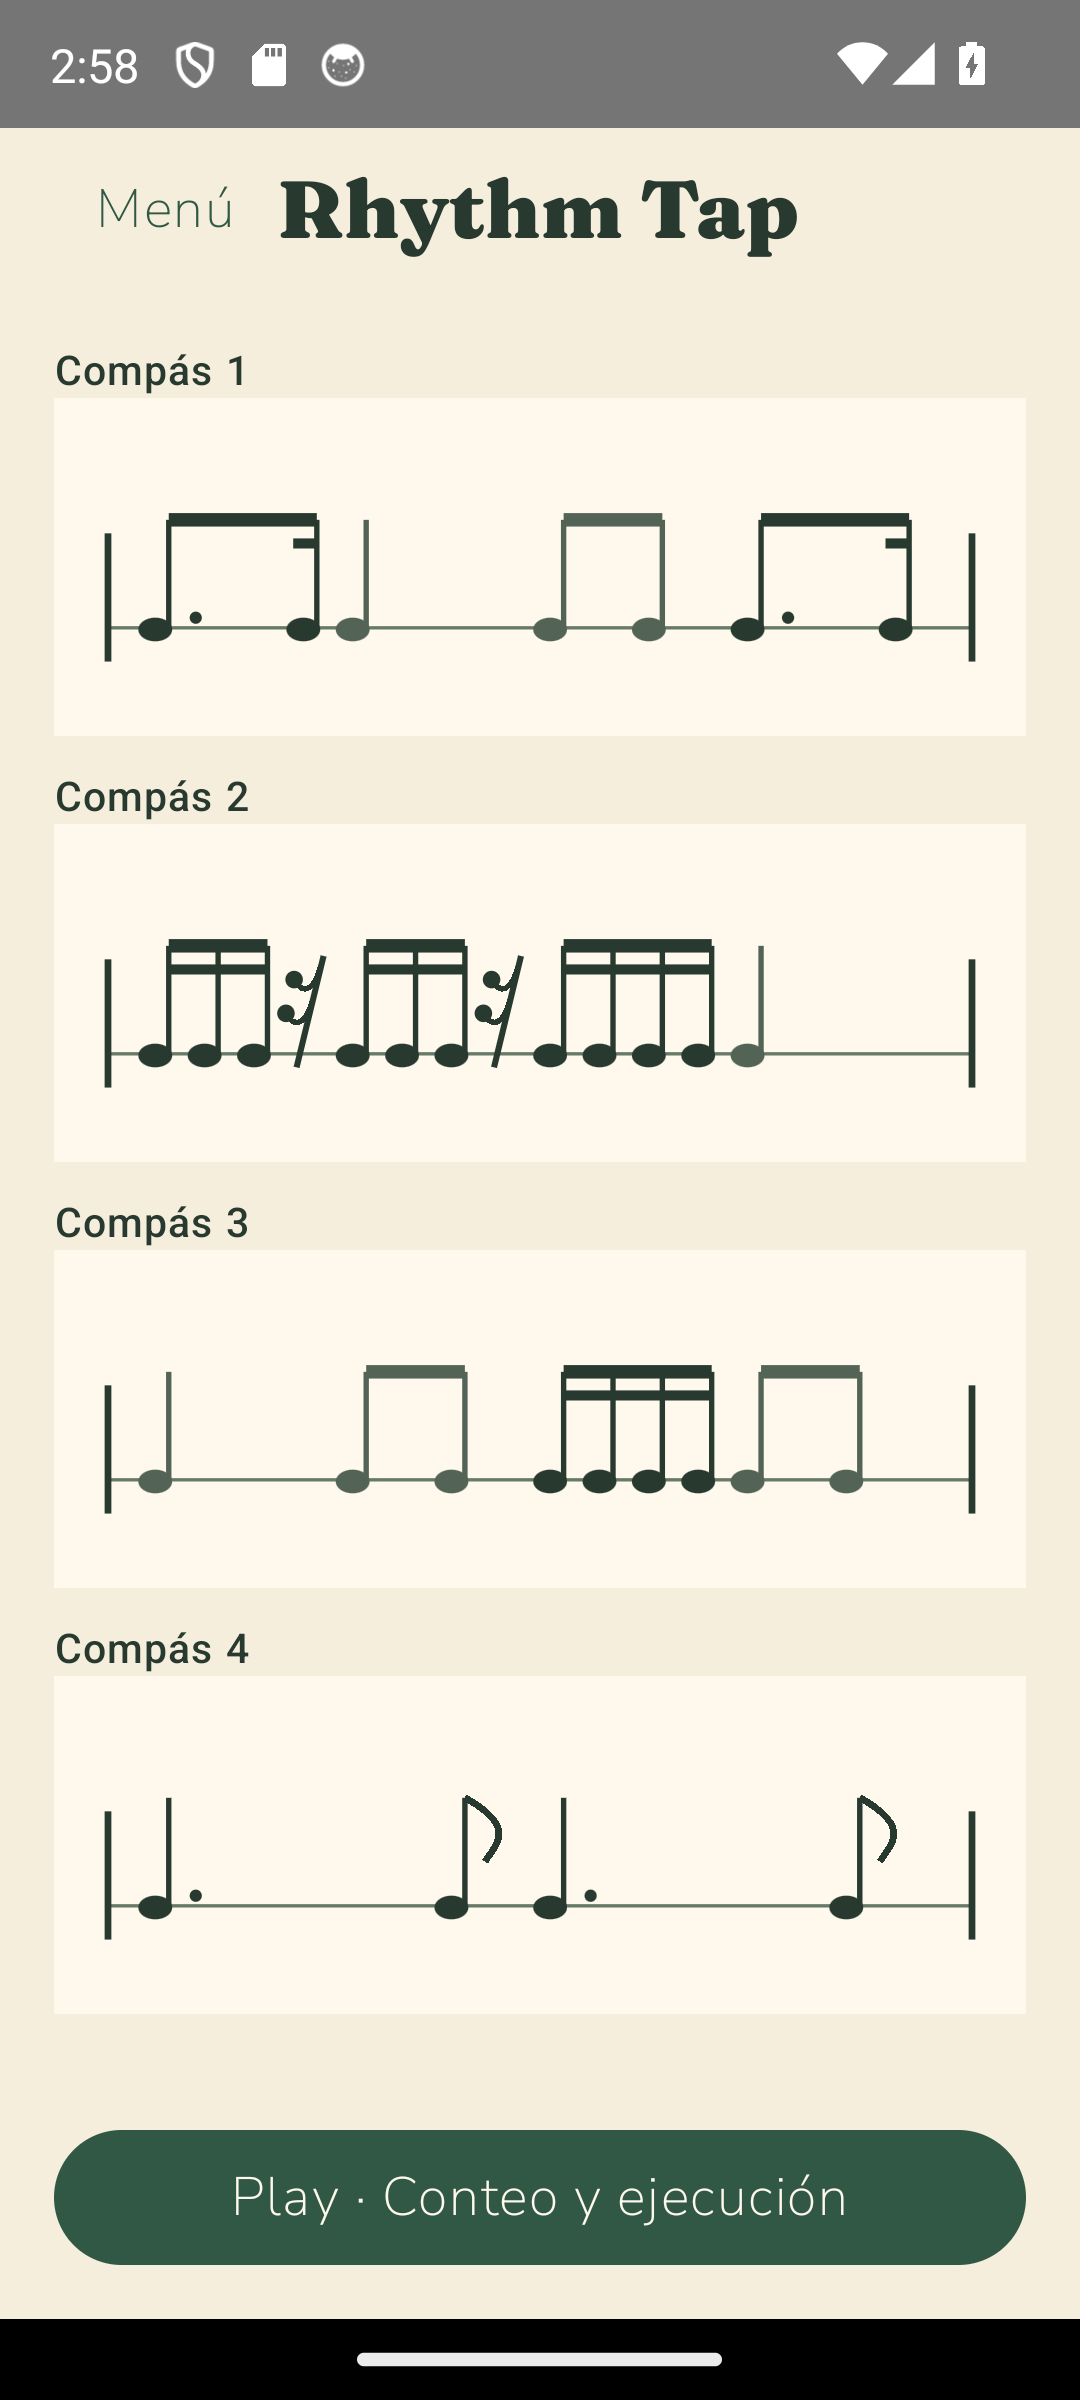 2:58
Menú Rhythm Tap
Compás 1
Compás 2
Compás 3
Compás 4
Play · Conteo y ejecución